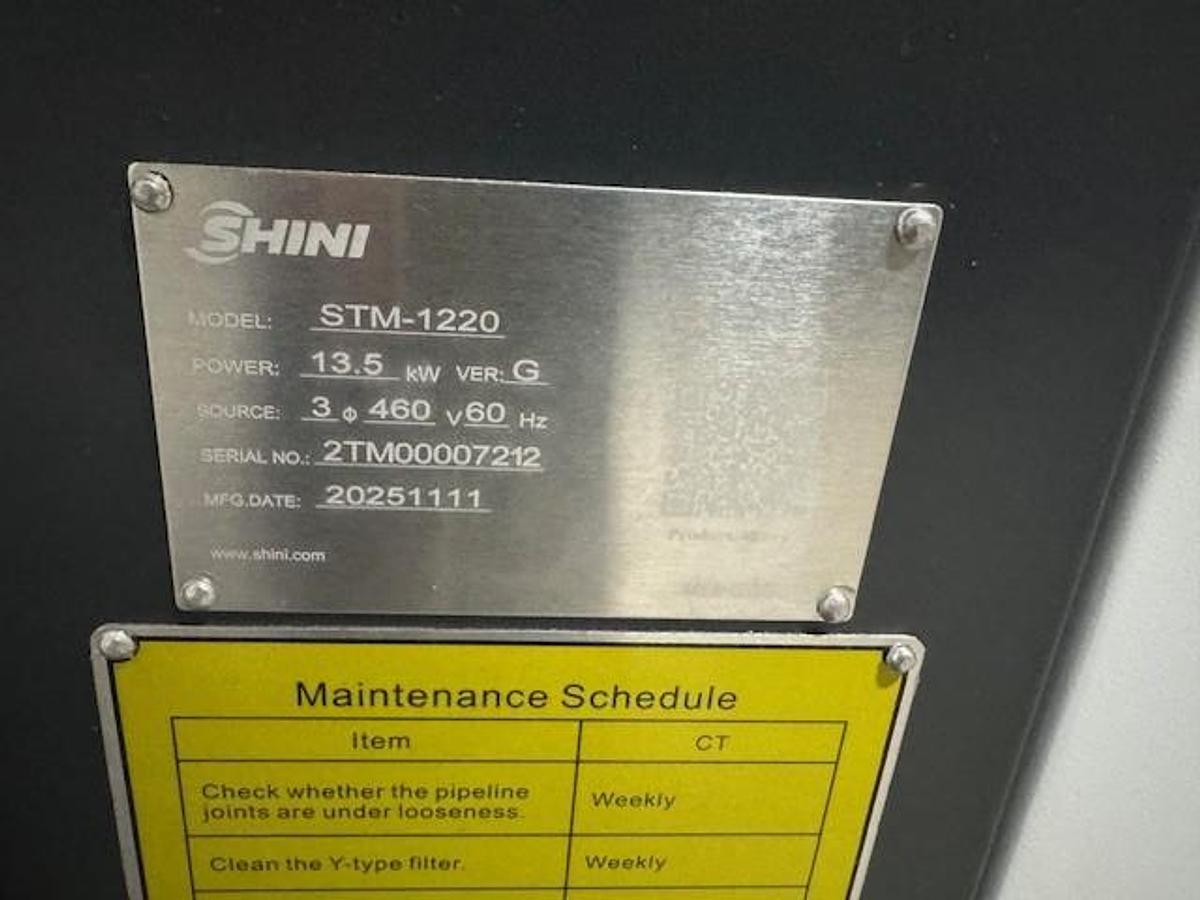 SHINI
MODEL: STM-1220
POWER: 13.5 kW VER: G
SOURCE: 3 Φ 460 V 60 Hz
SERIAL NO.: 2TM00007212
MFG.DATE: 20251111
www.shini.com
Maintenance Schedule
Item CT
Check whether the pipeline
joints are under looseness. Weekly
Clean the Y-type filter. Weekly